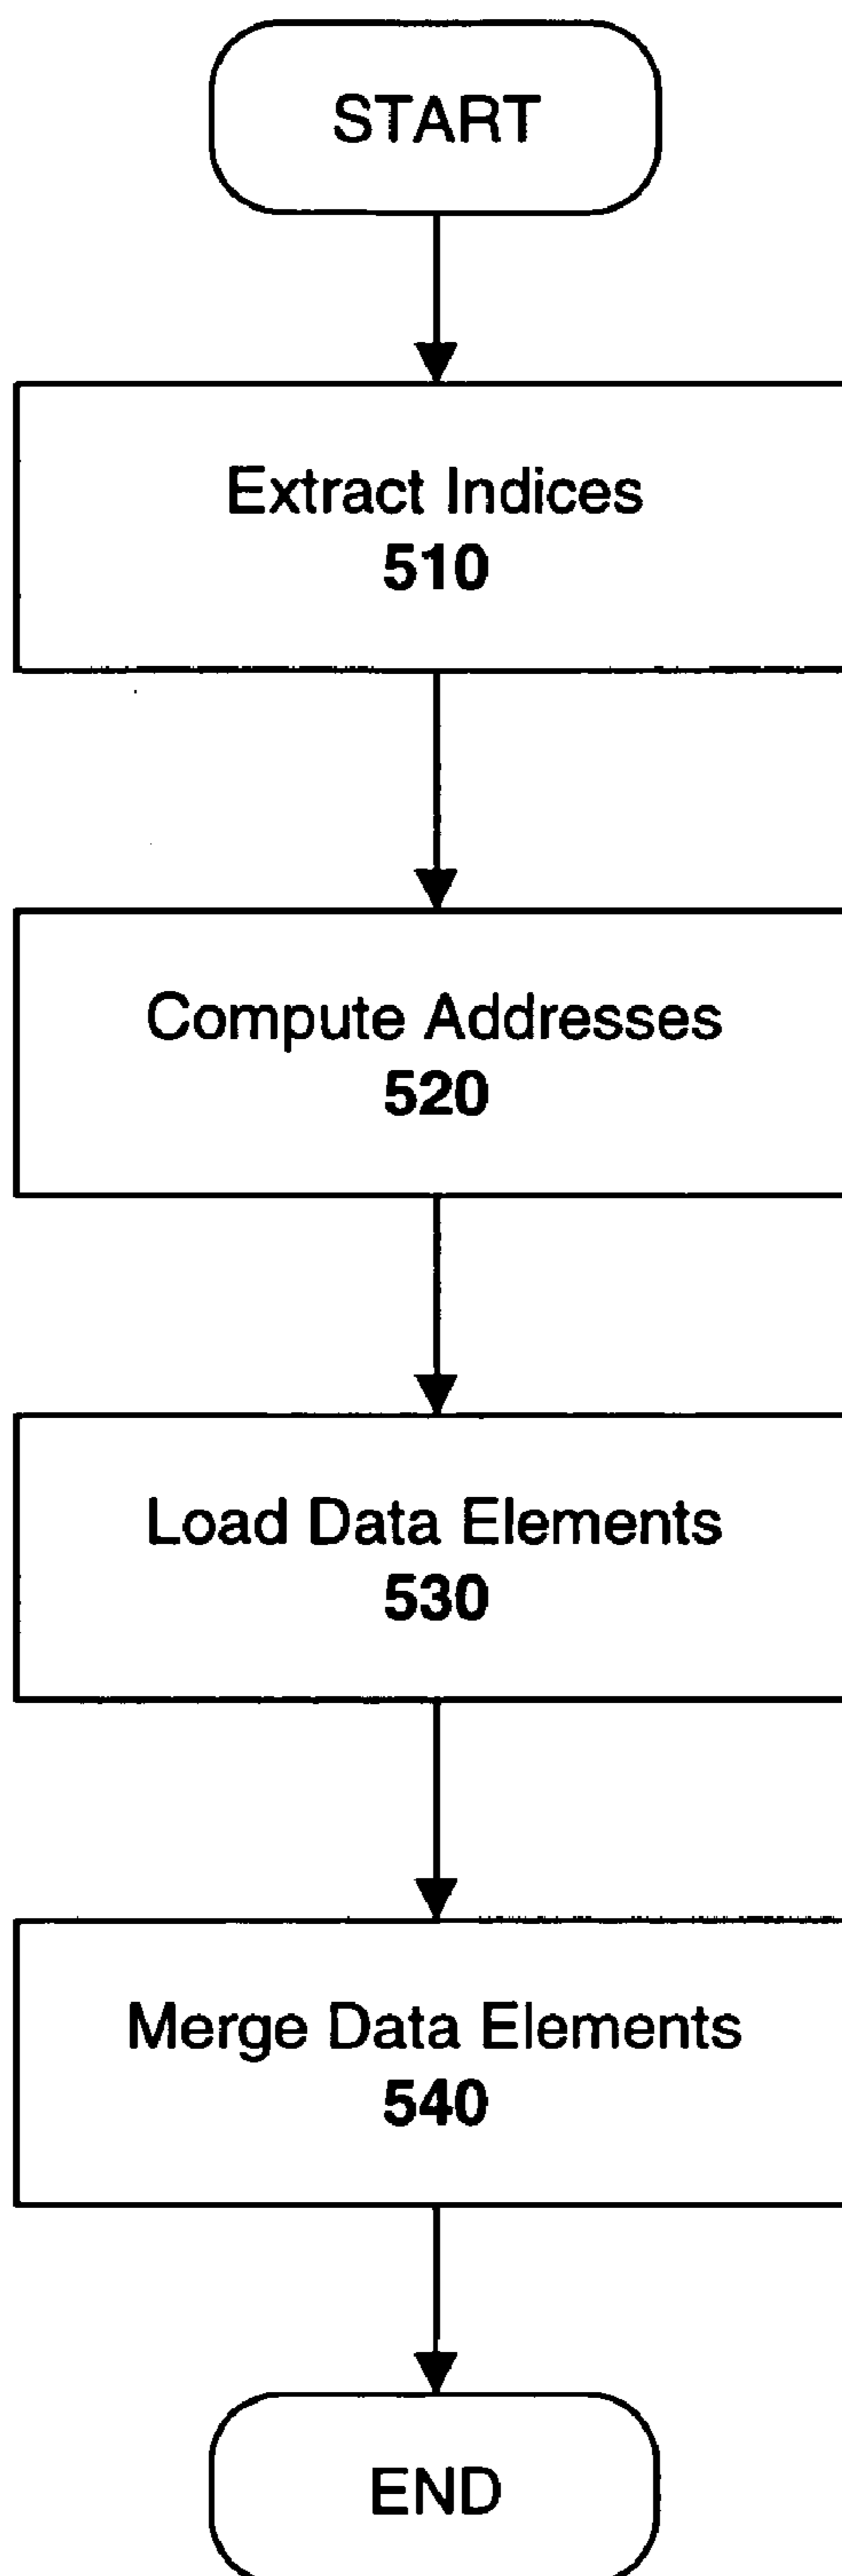 START
Extract Indices
510
Compute Addresses
520
Load Data Elements
530
Merge Data Elements
540
END